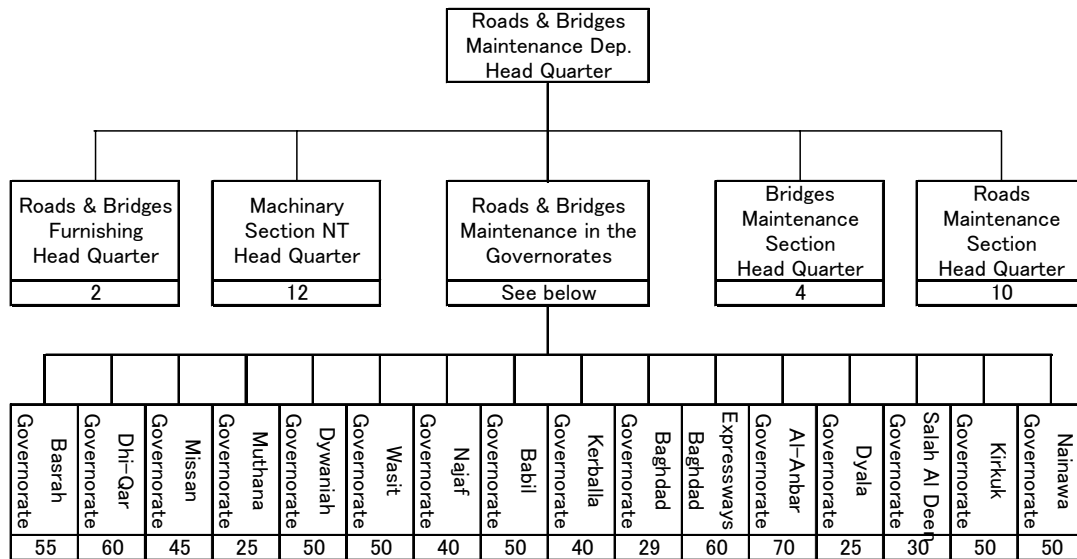 Roads & Bridges
Maintenance Dep.
Head Quarter
Roads & Bridges
Furnishing
Head Quarter
2
Machinary
Section NT
Head Quarter
12
Roads & Bridges
Maintenance in the
Governorates
See below
Bridges
Maintenance
Section
Head Quarter
4
Roads
Maintenance
Section
Head Quarter
10
Basrah
Governorate
55
Dhi-Qar
Governorate
60
Missan
Governorate
45
Muthana
Governorate
25
Dywaniah
Governorate
50
Wasit
Governorate
50
Najaf
Governorate
40
Babil
Governorate
50
Kerballa
Governorate
40
Baghdad
Governorate
29
Expressways
Baghdad
60
Al-Anbar
Governorate
70
Dyala
Governorate
25
Salah Al Deen
Governorate
30
Kirkuk
Governorate
50
Nainawa
Governorate
50